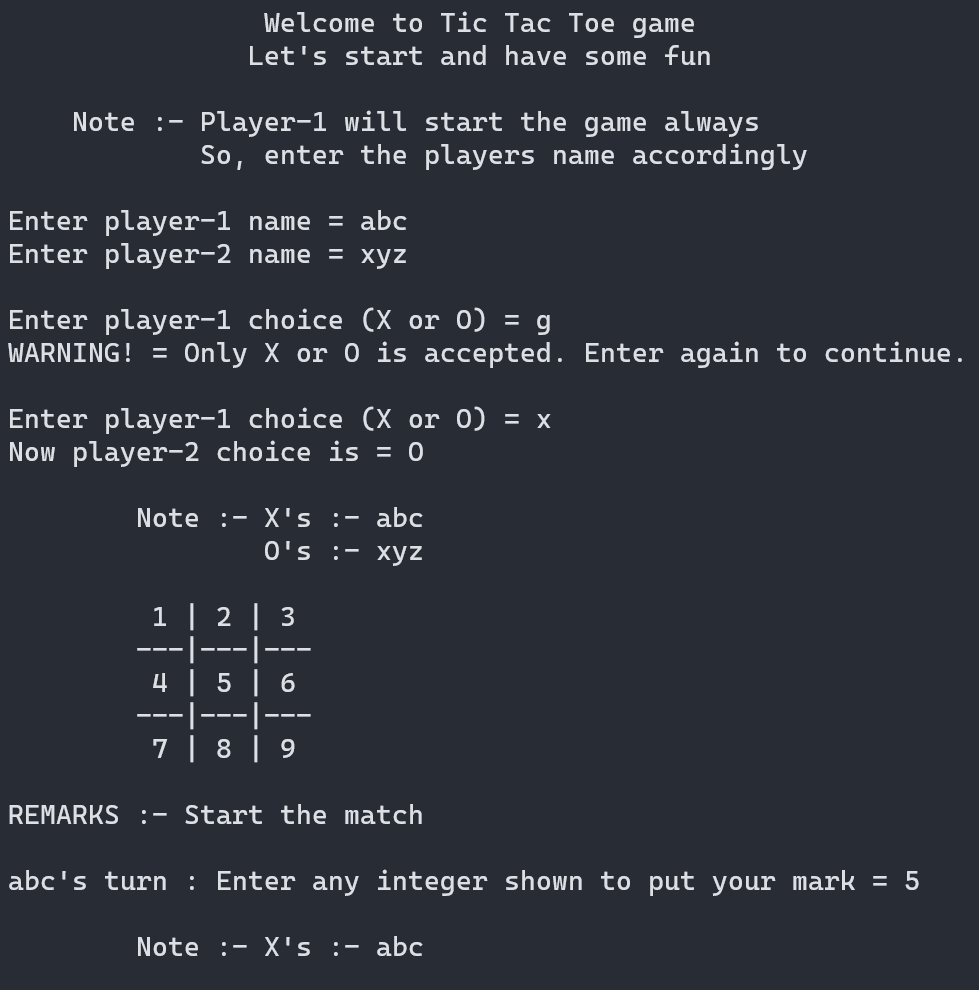 Welcome to Tic Tac Toe game
Let's start and have some fun
Note :- Player-1 will start the game always
So, enter the players name accordingly
Enter player-1 name = abc
Enter player-2 name = xyz
Enter player-1 choice (X or O) = g
WARNING! = Only X or O is accepted. Enter again to continue.
Enter player-1 choice (X or O) = x
Now player-2 choice is = O
Note :- X's :- abc
O's :- xyz
1 | 2 | 3
---|---|---
4 | 5 | 6
---|---|---
7 | 8 | 9
REMARKS :- Start the match
abc's turn : Enter any integer shown to put your mark = 5
Note :- X's :- abc